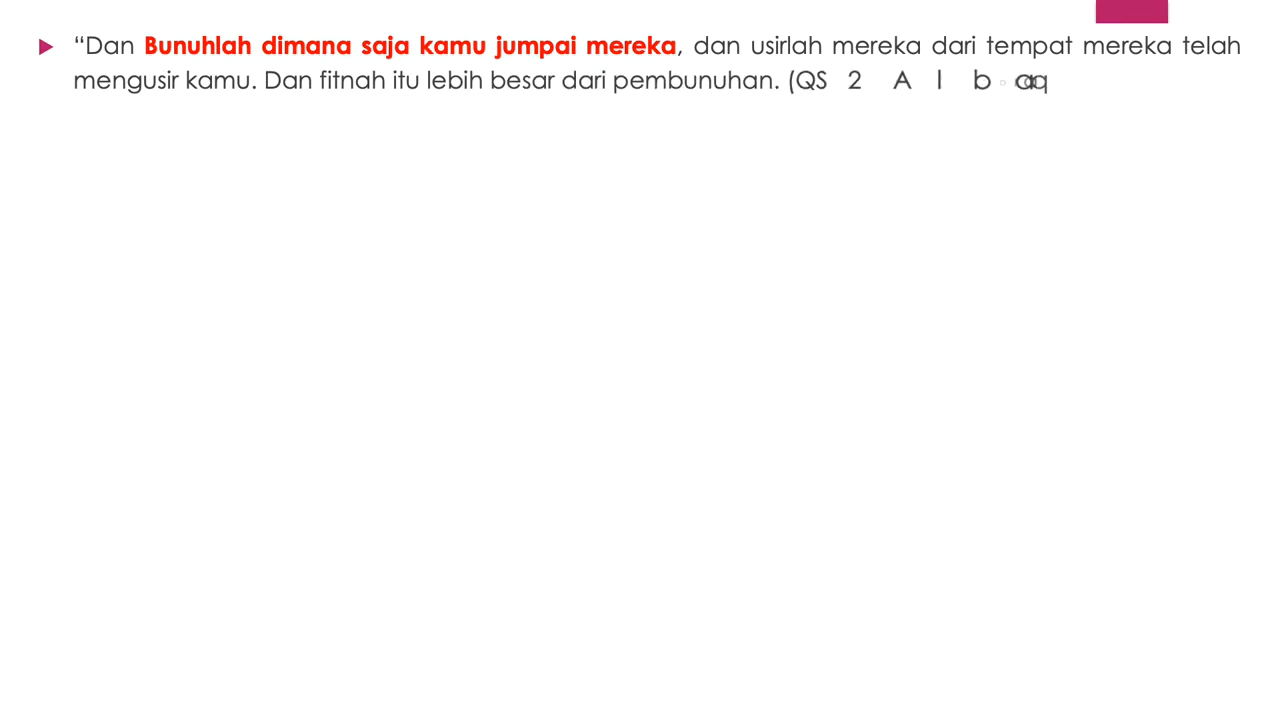 “Dan Bunuhlah dimana saja kamu jumpai mereka, dan usirlah mereka dari tempat mereka telah
mengusir kamu. Dan fitnah itu lebih besar dari pembunuhan. (QS 2 A l b